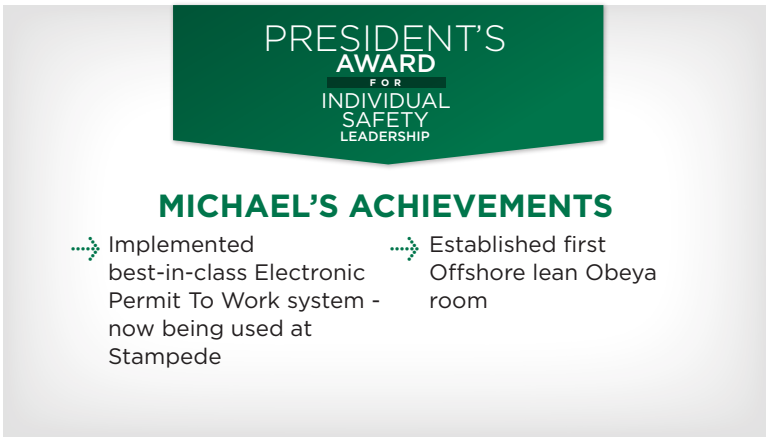 PRESIDENT'S
AWARD
FOR
INDIVIDUAL
SAFETY
LEADERSHIP
MICHAEL'S ACHIEVEMENTS
Implemented
best-in-class Electronic
Permit To Work system -
now being used at
Stampede
Established first
Offshore lean Obeya
room